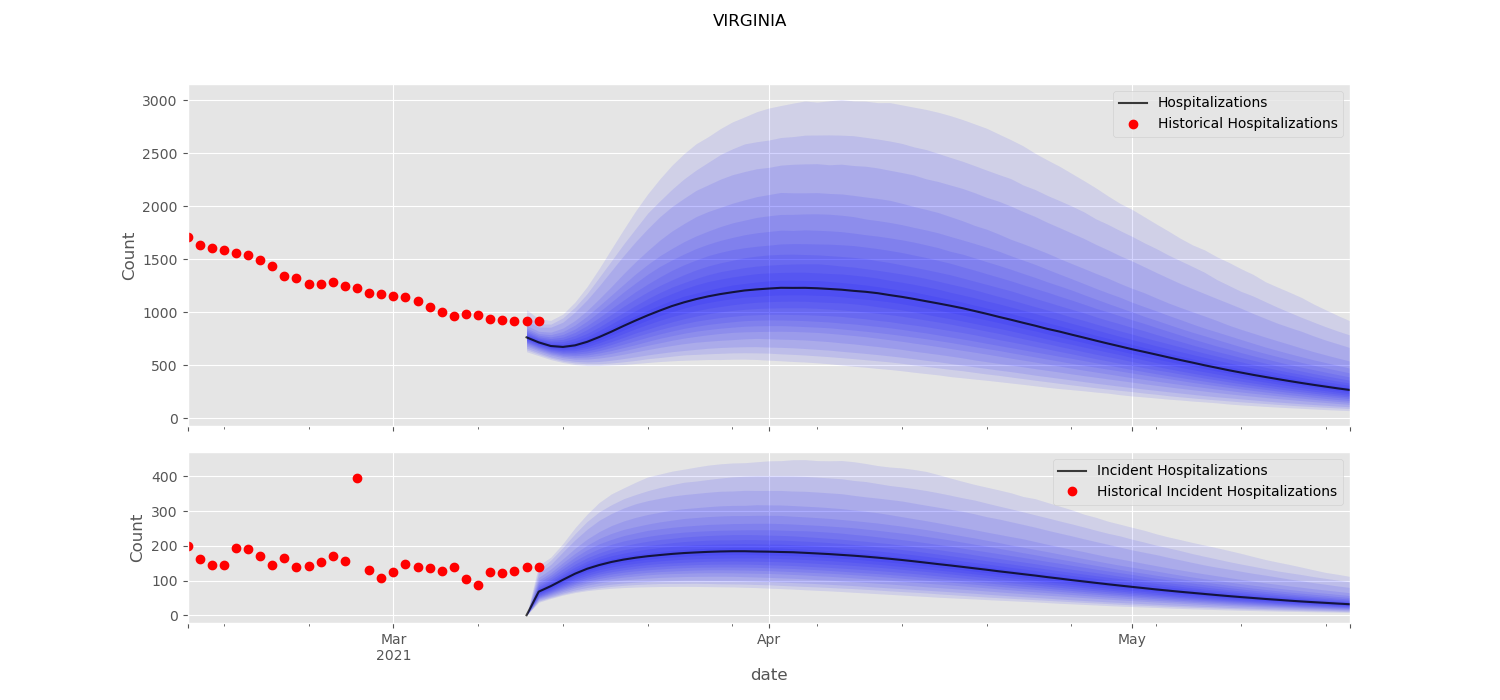 VIRGINIA
Count
3000
2500
2000
1500
1000
500
0
Hospitalizations
Historical Hospitalizations
Count
400
300
200
100
0
Incident Hospitalizations
Historical Incident Hospitalizations
Mar
2021
Apr
May
date